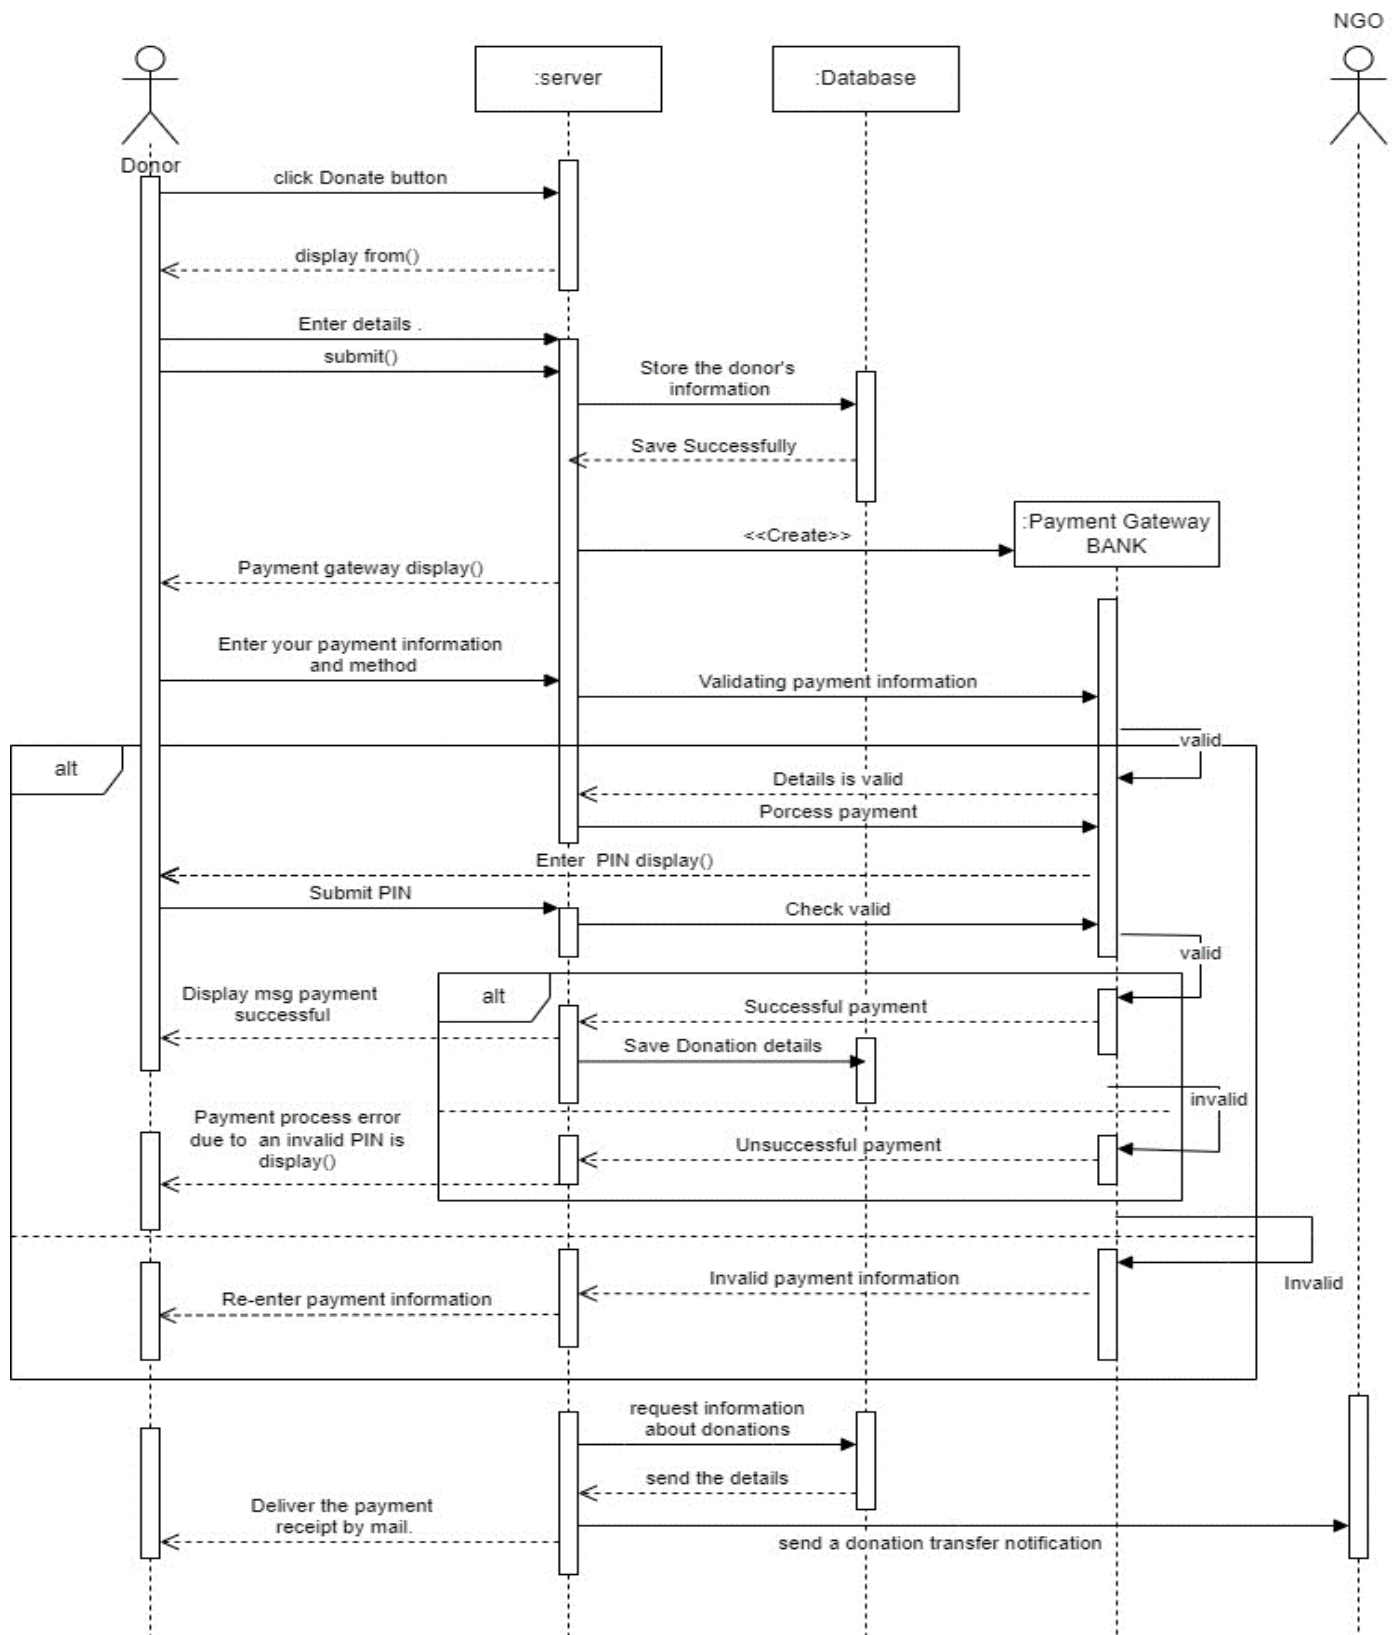 NGO
:server
:Database
Donor
click Donate button
display from()
Enter details .
submit()
Store the donor's
information
Save Successfully
:Payment Gateway
BANK
<<Create>>
Payment gateway display()
Enter your payment information
and method
Validating payment information
valid
alt
Details is valid
Porcess payment
Enter  PIN display()
Submit PIN
Check valid
valid
Display msg payment
successful
alt
Successful payment
Save Donation details
invalid
Payment process error
due to  an invalid PIN is
display()
Unsuccessful payment
Invalid payment information
Invalid
Re-enter payment information
request information
about donations
send the details
Deliver the payment
receipt by mail.
send a donation transfer notification